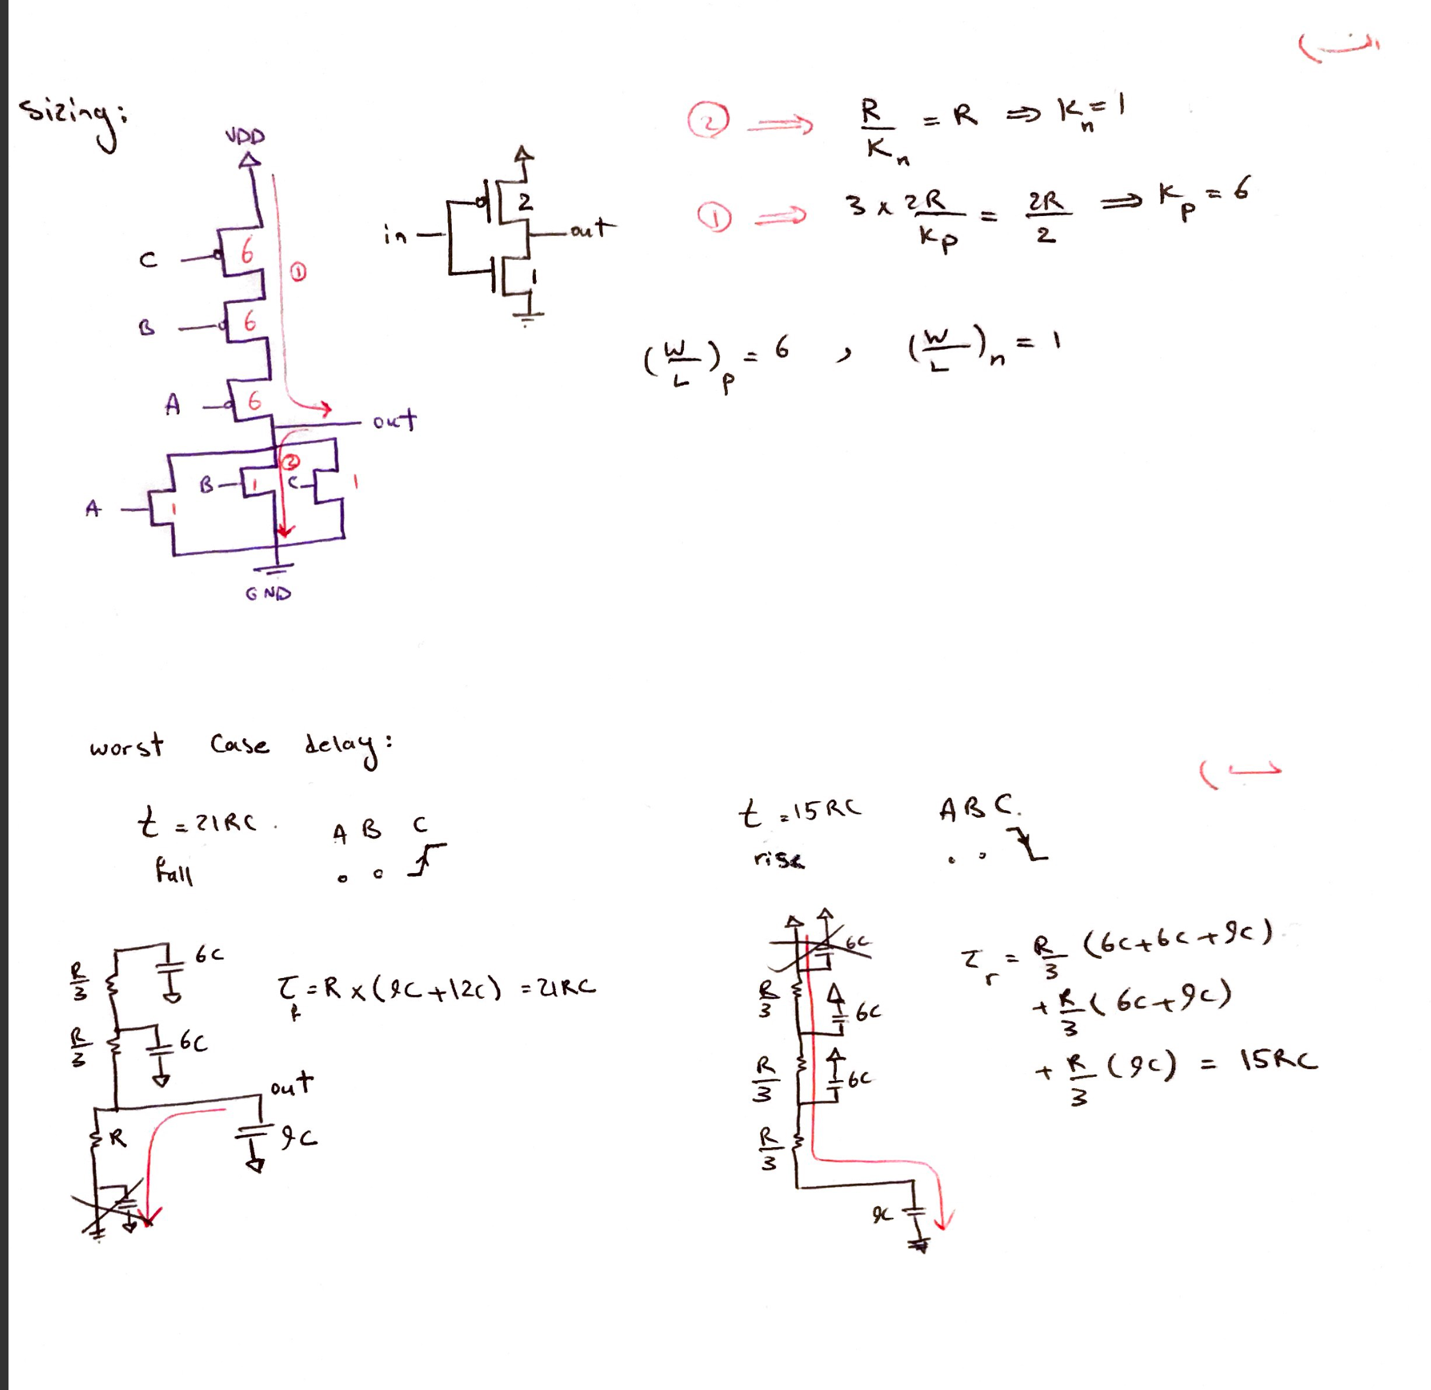 الف)
sizing:
VDD
C 6
B 6
A 6
①
out
②
A 1
B 1
C 1
GND
in
2
out
1
② ⟹ R/Kn = R ⇒ Kn = 1
① ⟹ 3 × 2R/Kp = 2R/2 ⟹ Kp = 6
(W/L)p = 6 , (W/L)n = 1
ب)
worst Case delay:
t = 21RC .
fall
A B C
0 0
R/3 6C
R/3 6C
out
R 9C
τf = R × (9C + 12C) = 21RC
t = 15RC
rise
A B C.
0 0
6C
R/3 6C
R/3 6C
R/3
9C
τr = R/3 (6C + 6C + 9C)
+ R/3 (6C + 9C)
+ R/3 (9C) = 15RC